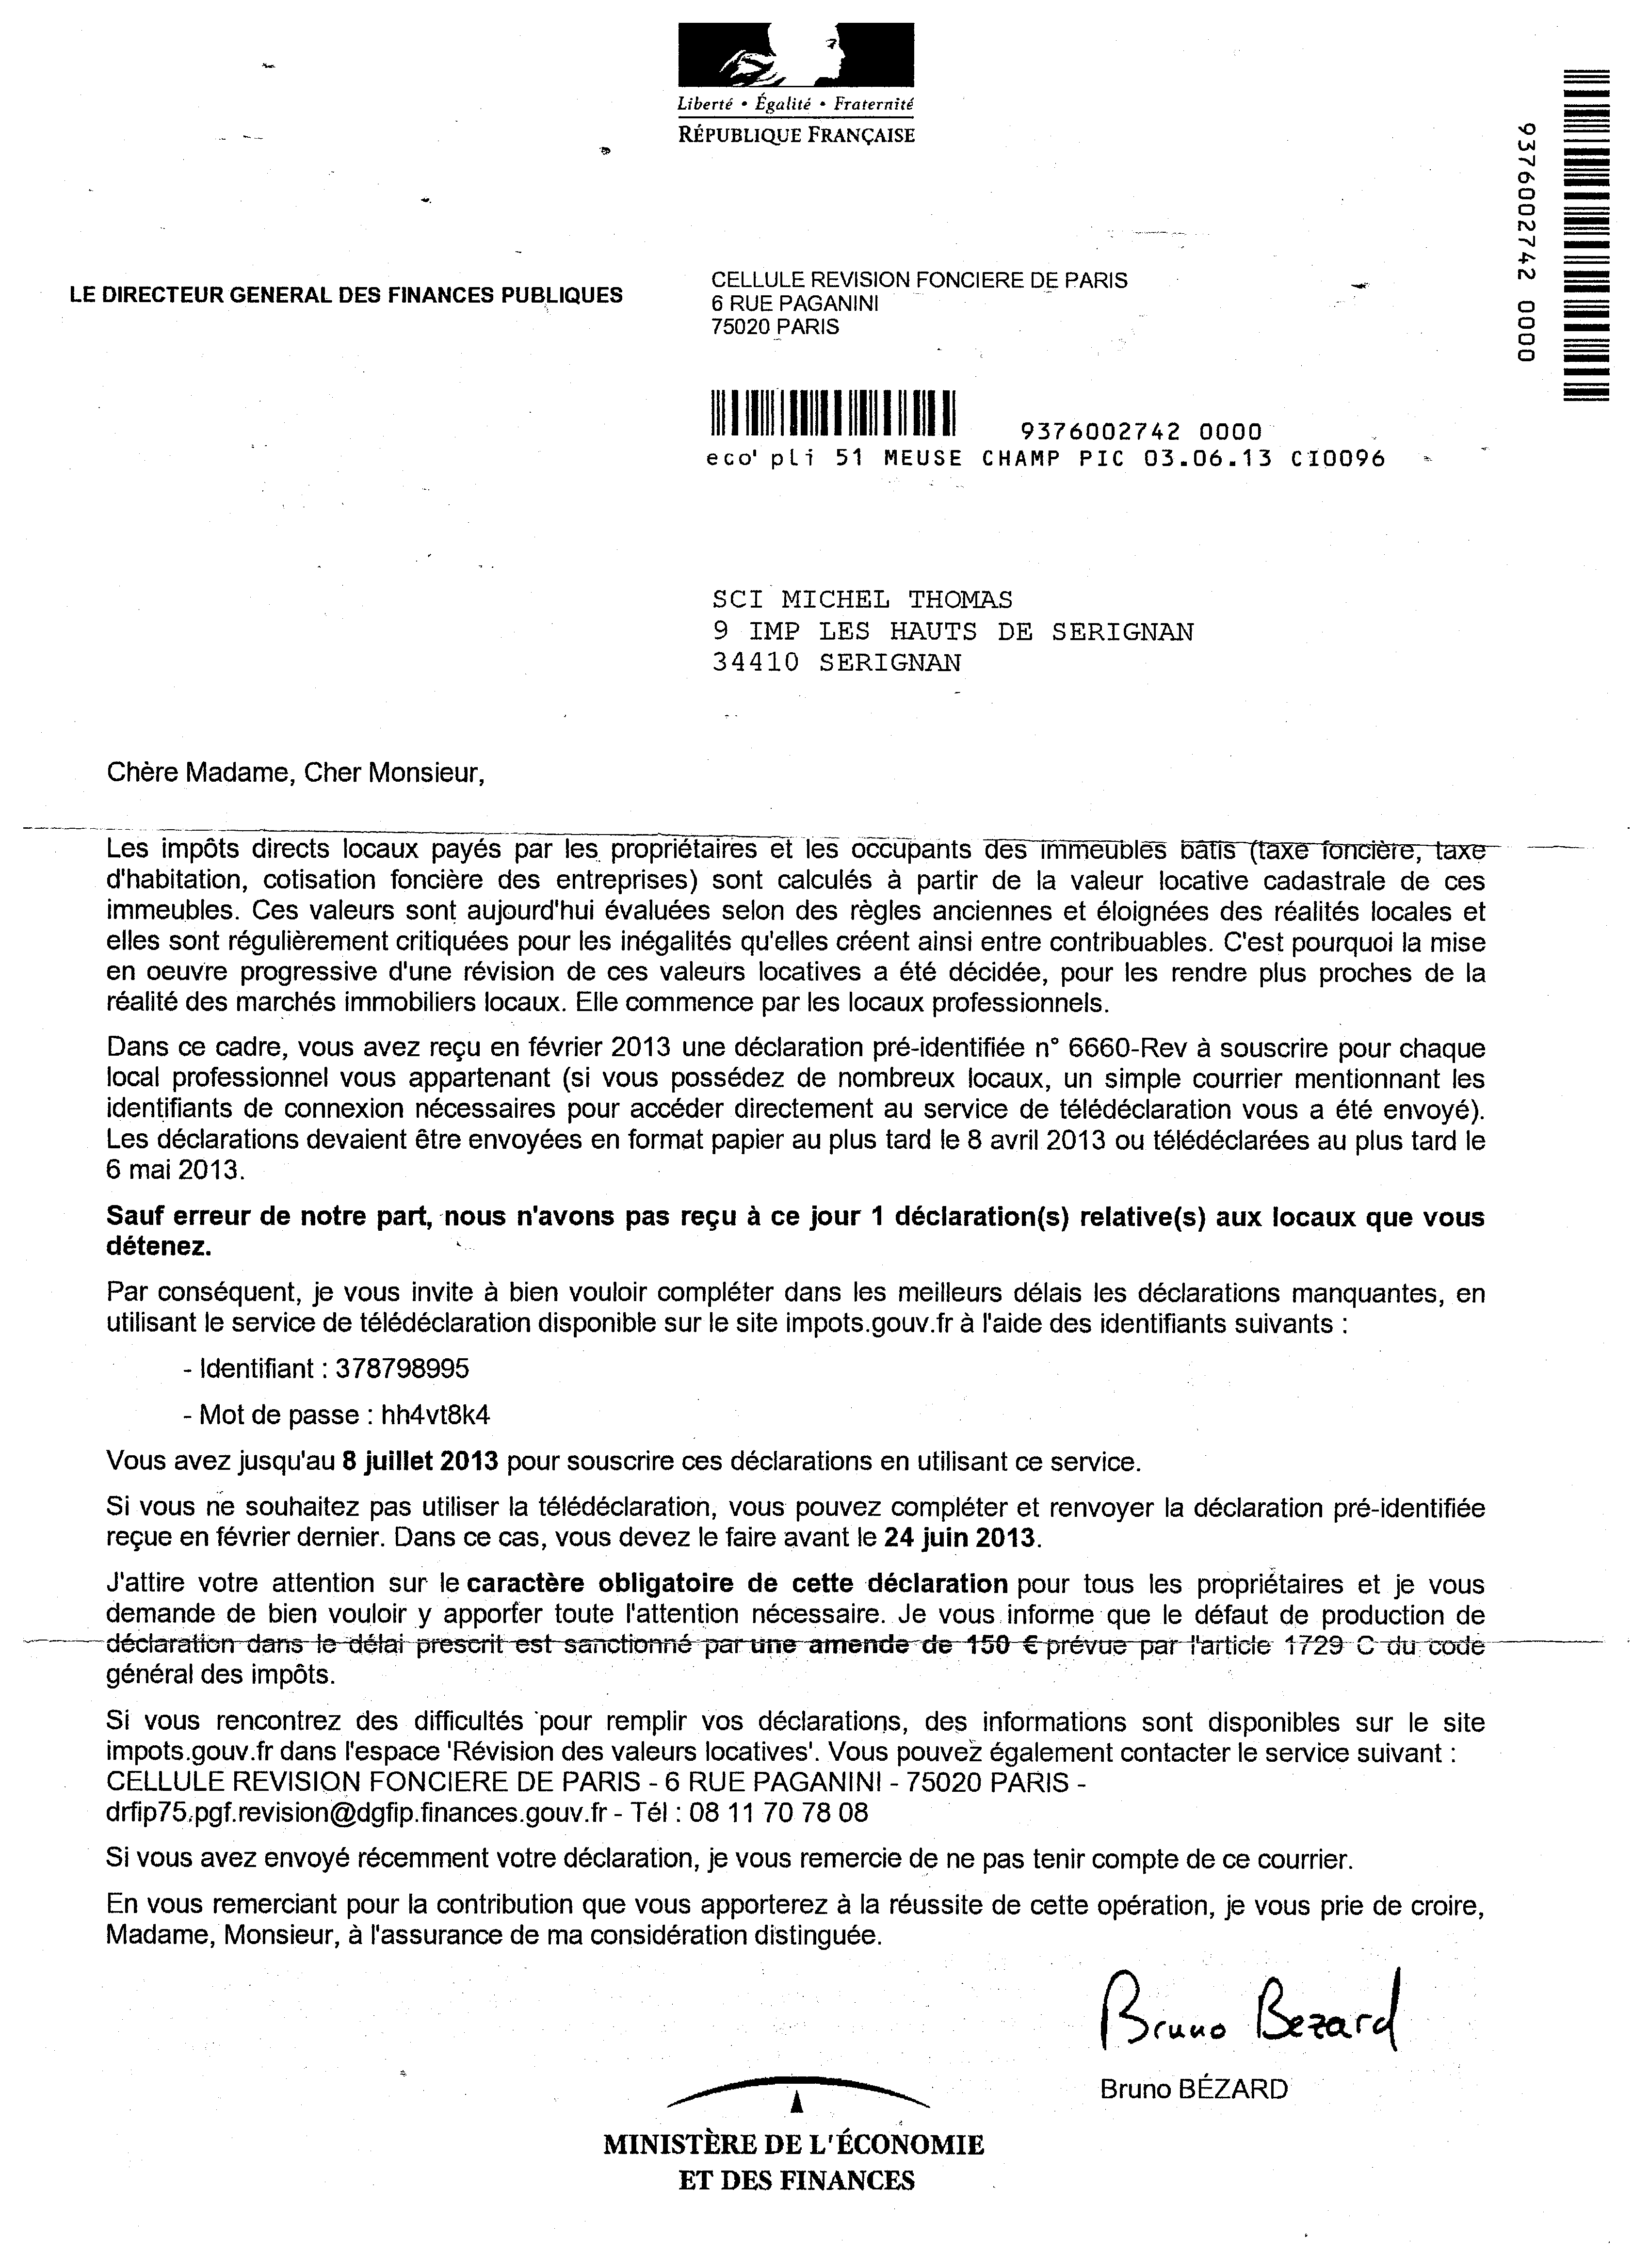 Liberté • Égalité • Fraternité
RÉPUBLIQUE FRANÇAISE
9376002742 0000
LE DIRECTEUR GENERAL DES FINANCES PUBLIQUES
CELLULE REVISION FONCIERE DE PARIS
6 RUE PAGANINI
75020 PARIS
9376002742 0000
eco' pli 51 MEUSE CHAMP PIC 03.06.13 CI0096
SCI MICHEL THOMAS
9 IMP LES HAUTS DE SERIGNAN
34410 SERIGNAN
Chère Madame, Cher Monsieur,
Les impôts directs locaux payés par les propriétaires et les occupants des immeubles bâtis (taxe foncière, taxe
d'habitation, cotisation foncière des entreprises) sont calculés à partir de la valeur locative cadastrale de ces
immeubles. Ces valeurs sont aujourd'hui évaluées selon des règles anciennes et éloignées des réalités locales et
elles sont régulièrement critiquées pour les inégalités qu'elles créent ainsi entre contribuables. C'est pourquoi la mise
en oeuvre progressive d'une révision de ces valeurs locatives a été décidée, pour les rendre plus proches de la
réalité des marchés immobiliers locaux. Elle commence par les locaux professionnels.
Dans ce cadre, vous avez reçu en février 2013 une déclaration pré-identifiée n° 6660-Rev à souscrire pour chaque
local professionnel vous appartenant (si vous possédez de nombreux locaux, un simple courrier mentionnant les
identifiants de connexion nécessaires pour accéder directement au service de télédéclaration vous a été envoyé).
Les déclarations devaient être envoyées en format papier au plus tard le 8 avril 2013 ou télédéclarées au plus tard le
6 mai 2013.
Sauf erreur de notre part, nous n'avons pas reçu à ce jour 1 déclaration(s) relative(s) aux locaux que vous
détenez.
Par conséquent, je vous invite à bien vouloir compléter dans les meilleurs délais les déclarations manquantes, en
utilisant le service de télédéclaration disponible sur le site impots.gouv.fr à l'aide des identifiants suivants :
- Identifiant : 378798995
- Mot de passe : hh4vt8k4
Vous avez jusqu'au 8 juillet 2013 pour souscrire ces déclarations en utilisant ce service.
Si vous ne souhaitez pas utiliser la télédéclaration, vous pouvez compléter et renvoyer la déclaration pré-identifiée
reçue en février dernier. Dans ce cas, vous devez le faire avant le 24 juin 2013.
J'attire votre attention sur le caractère obligatoire de cette déclaration pour tous les propriétaires et je vous
demande de bien vouloir y apporter toute l'attention nécessaire. Je vous informe que le défaut de production de
déclaration dans le délai prescrit est sanctionné par une amende de 150 € prévue par l'article 1729 C du code
général des impôts.
Si vous rencontrez des difficultés pour remplir vos déclarations, des informations sont disponibles sur le site
impots.gouv.fr dans l'espace 'Révision des valeurs locatives'. Vous pouvez également contacter le service suivant :
CELLULE REVISION FONCIERE DE PARIS - 6 RUE PAGANINI - 75020 PARIS -
drfip75.pgf.revision@dgfip.finances.gouv.fr - Tél : 08 11 70 78 08
Si vous avez envoyé récemment votre déclaration, je vous remercie de ne pas tenir compte de ce courrier.
En vous remerciant pour la contribution que vous apporterez à la réussite de cette opération, je vous prie de croire,
Madame, Monsieur, à l'assurance de ma considération distinguée.
Bruno Bezard
Bruno BÉZARD
MINISTÈRE DE L'ÉCONOMIE
ET DES FINANCES